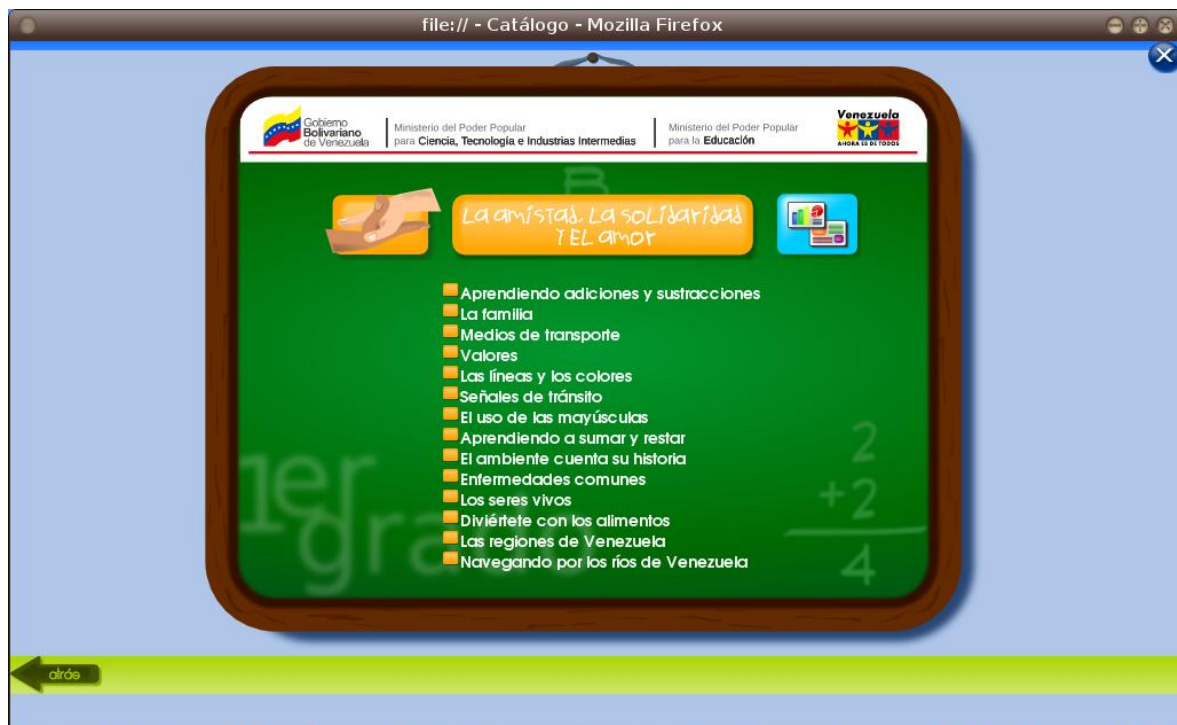 file:// - Catálogo - Mozilla Firefox
Gobierno
Bolivariano
de Venezuela
Ministerio del Poder Popular
para Ciencia, Tecnología e Industrias Intermedias
Ministerio del Poder Popular
para la Educación
Venezuela
AHORA ES DE TODOS
B
La amistad. La solidaridad
Y EL amor
Aprendiendo adiciones y sustracciones
La familia
Medios de transporte
Valores
Las líneas y los colores
Señales de tránsito
El uso de las mayúsculas
Aprendiendo a sumar y restar
El ambiente cuenta su historia
Enfermedades comunes
Los seres vivos
Diviértete con los alimentos
Las regiones de Venezuela
Navegando por los ríos de Venezuela
1er
grado
2
+2
4
atrás